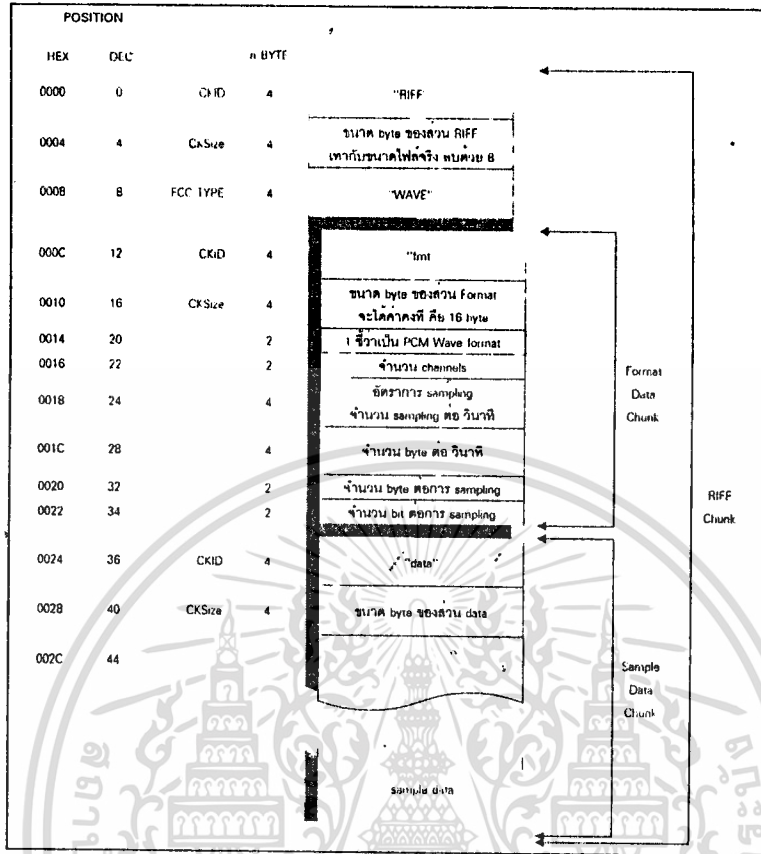 POSITION
HEX DEC n BYTE
0000 0 CKID 4 "RIFF"
0004 4 CKSize 4 ขนาด byte ของส่วน RIFF
เท่ากับขนาดไฟล์จริง ลบด้วย 8
0008 8 FCC TYPE 4 "WAVE"
000C 12 CKID 4 "fmt
0010 16 CKSize 4 ขนาด byte ของส่วน Format
จะได้ค่าคงที่ คือ 16 byte
0014 20 2 1 ชี้ว่าเป็น PCM Wave format
0016 22 2 จำนวน channels
0018 24 4 อัตราการ sampling
จำนวน sampling ต่อ วินาที
001C 28 4 จำนวน byte ต่อ วินาที
0020 32 2 จำนวน byte ต่อการ sampling
0022 34 2 จำนวน bit ต่อการ sampling
Format
Data
Chunk
RIFF
Chunk
0024 36 CKID 4 "data"
0028 40 CKSize 4 ขนาด byte ของส่วน data
002C 44
Sample
Data
Chunk
sample data